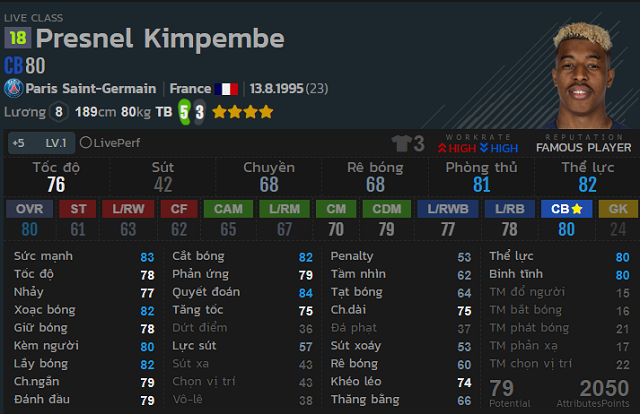 LIVE CLASS
18 Presnel Kimpembe
CB 80
Paris Saint-Germain | France | 13.8.1995 (23)
Lương 8 | 189cm 80kg TB 5 3
+5 LV.1 LivePerf 3 WORKRATE HIGH HIGH REPUTATION FAMOUS PLAYER
Tốc độ Sút Chuyền Rê bóng Phòng thủ Thể lực
76 42 68 68 81 82
OVR ST L/RW CF CAM L/RM CM CDM L/RWB L/RB CB GK
80 61 63 62 65 67 70 79 77 78 80 24
Sức mạnh 83 Cắt bóng 82 Penalty 53 Thể lực 80
Tốc độ 78 Phản ứng 79 Tầm nhìn 62 Bình tĩnh 80
Nhảy 77 Quyết đoán 84 Tạt bóng 64 TM đổ người 15
Xoạc bóng 82 Tăng tốc 75 Ch.dài 75 TM bắt bóng 16
Giữ bóng 78 Dứt điểm 36 Đá phạt 37 TM phát bóng 21
Kèm người 80 Lực sút 57 Sút xoáy 53 TM phản xạ 17
Lấy bóng 82 Sút xa 43 Rê bóng 60 TM chọn vị trí 22
Ch.ngắn 79 Chọn vị trí 43 Khéo léo 74 79 2050
Đánh đầu 79 Vô-lê 38 Thăng bằng 66 Potential AttributesPoints